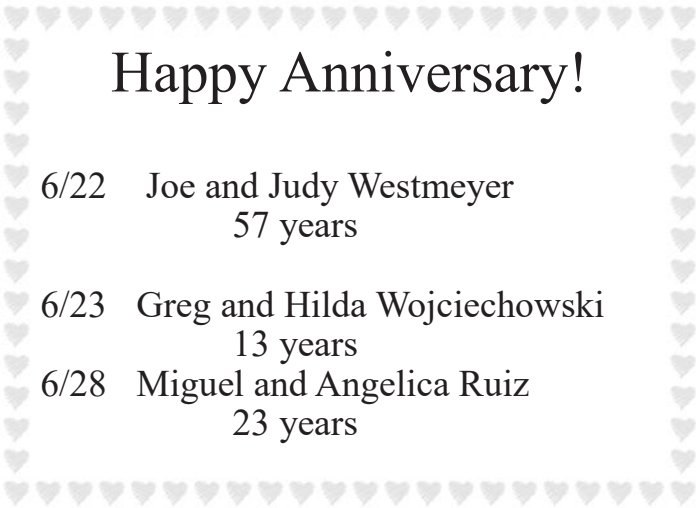 Happy Anniversary!
6/22 Joe and Judy Westmeyer
57 years
6/23 Greg and Hilda Wojciechowski
13 years
6/28 Miguel and Angelica Ruiz
23 years